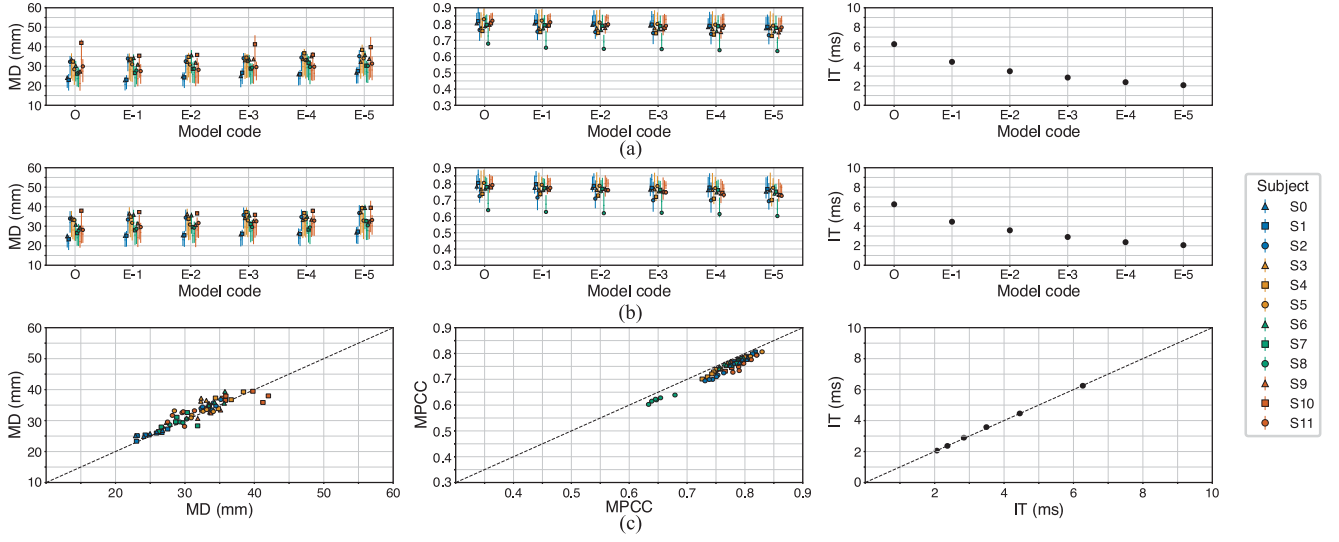 60
50
40
30
20
10
MD (mm)
O E-1 E-2 E-3 E-4 E-5
Model code
0.9
0.8
0.7
0.6
0.5
0.4
0.3
MPCC
O E-1 E-2 E-3 E-4 E-5
Model code
10
8
6
4
2
0
IT (ms)
O E-1 E-2 E-3 E-4 E-5
Model code
(a)
60
50
40
30
20
10
MD (mm)
O E-1 E-2 E-3 E-4 E-5
Model code
0.9
0.8
0.7
0.6
0.5
0.4
0.3
MPCC
O E-1 E-2 E-3 E-4 E-5
Model code
10
8
6
4
2
0
IT (ms)
O E-1 E-2 E-3 E-4 E-5
Model code
(b)
60
50
40
30
20
10
MD (mm)
20 30 40 50 60
MD (mm)
0.9
0.8
0.7
0.6
0.5
0.4
0.3
MPCC
0.4 0.5 0.6 0.7 0.8 0.9
MPCC
10
8
6
4
2
0
IT (ms)
2 4 6 8 10
IT (ms)
(c)
Subject
S0
S1
S2
S3
S4
S5
S6
S7
S8
S9
S10
S11